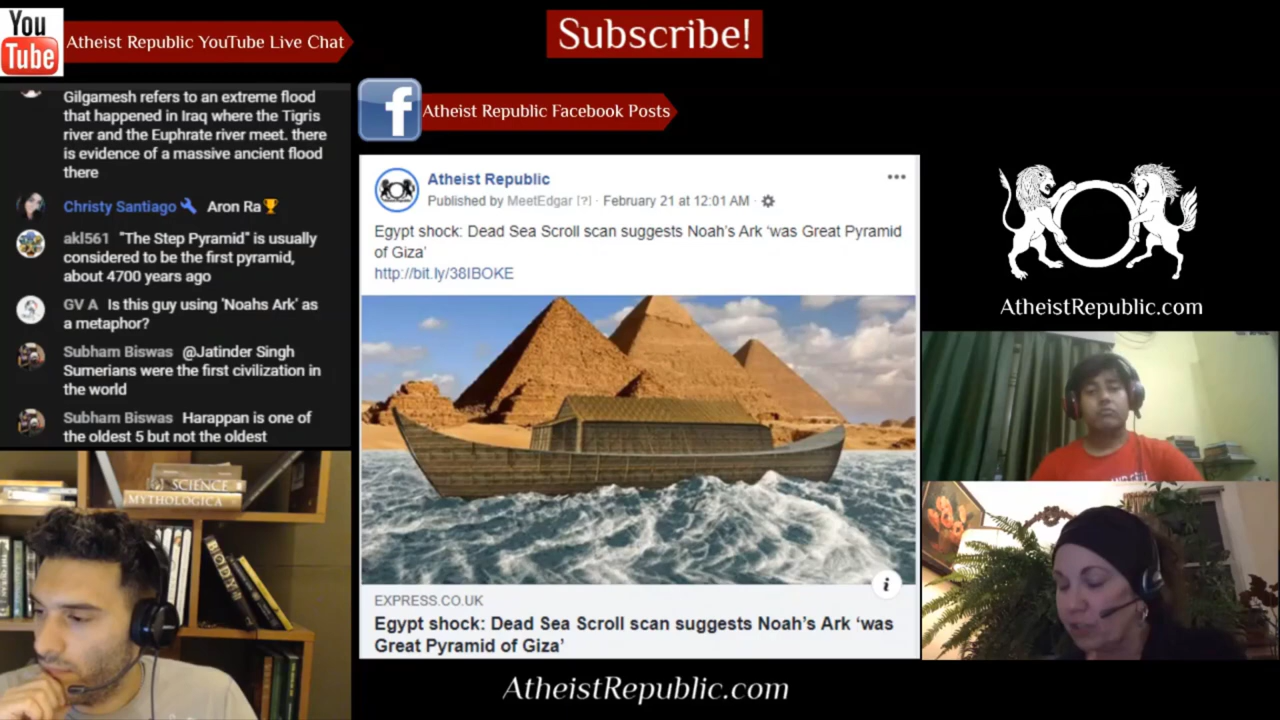 You
Tube
Atheist Republic YouTube Live Chat
Subscribe!
Gilgamesh refers to an extreme flood
that happened in Iraq where the Tigris
river and the Euphrate river meet. there
is evidence of a massive ancient flood
there
Christy Santiago Aron Ra
akl561 "The Step Pyramid" is usually
considered to be the first pyramid,
about 4700 years ago
GV A Is this guy using 'Noahs Ark' as
a metaphor?
Subham Biswas @Jatinder Singh
Sumerians were the first civilization in
the world
Subham Biswas Harappan is one of
the oldest 5 but not the oldest
f
Atheist Republic Facebook Posts
Atheist Republic
Published by MeetEdgar [?] · February 21 at 12:01 AM ·
Egypt shock: Dead Sea Scroll scan suggests Noah's Ark 'was Great Pyramid
of Giza'
http://bit.ly/38IBOKE
i
EXPRESS.CO.UK
Egypt shock: Dead Sea Scroll scan suggests Noah's Ark 'was
Great Pyramid of Giza'
AtheistRepublic.com
SCIENCE
MYTHOLOGICA
AtheistRepublic.com